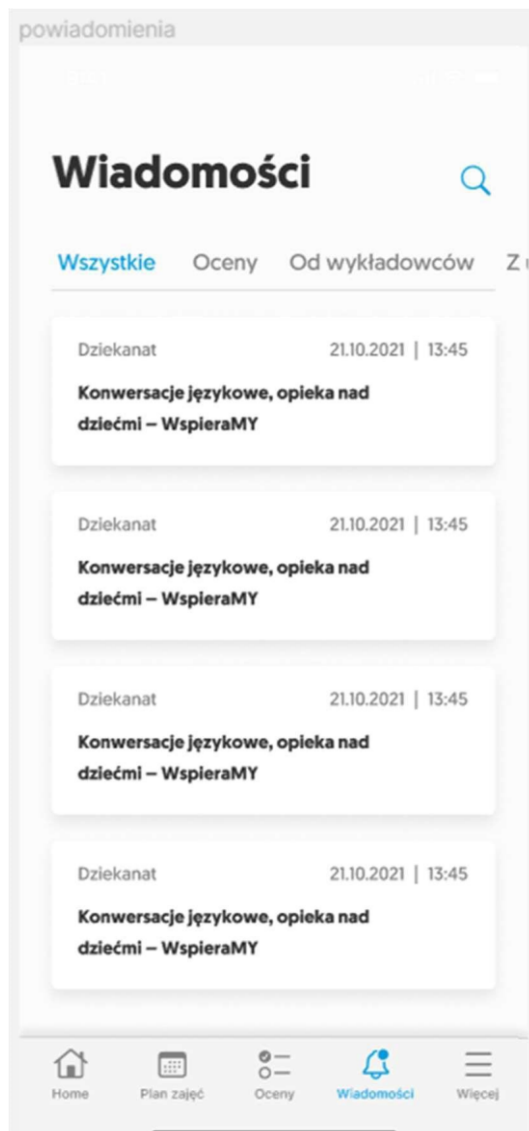 powiadomienia
Wiadomości
Wszystkie Oceny Od wykładowców Z
Dziekanat 21.10.2021 | 13:45
Konwersacje językowe, opieka nad
dziećmi – WspieraMY
Dziekanat 21.10.2021 | 13:45
Konwersacje językowe, opieka nad
dziećmi – WspieraMY
Dziekanat 21.10.2021 | 13:45
Konwersacje językowe, opieka nad
dziećmi – WspieraMY
Dziekanat 21.10.2021 | 13:45
Konwersacje językowe, opieka nad
dziećmi – WspieraMY
Home Plan zajęć Oceny Wiadomości Więcej